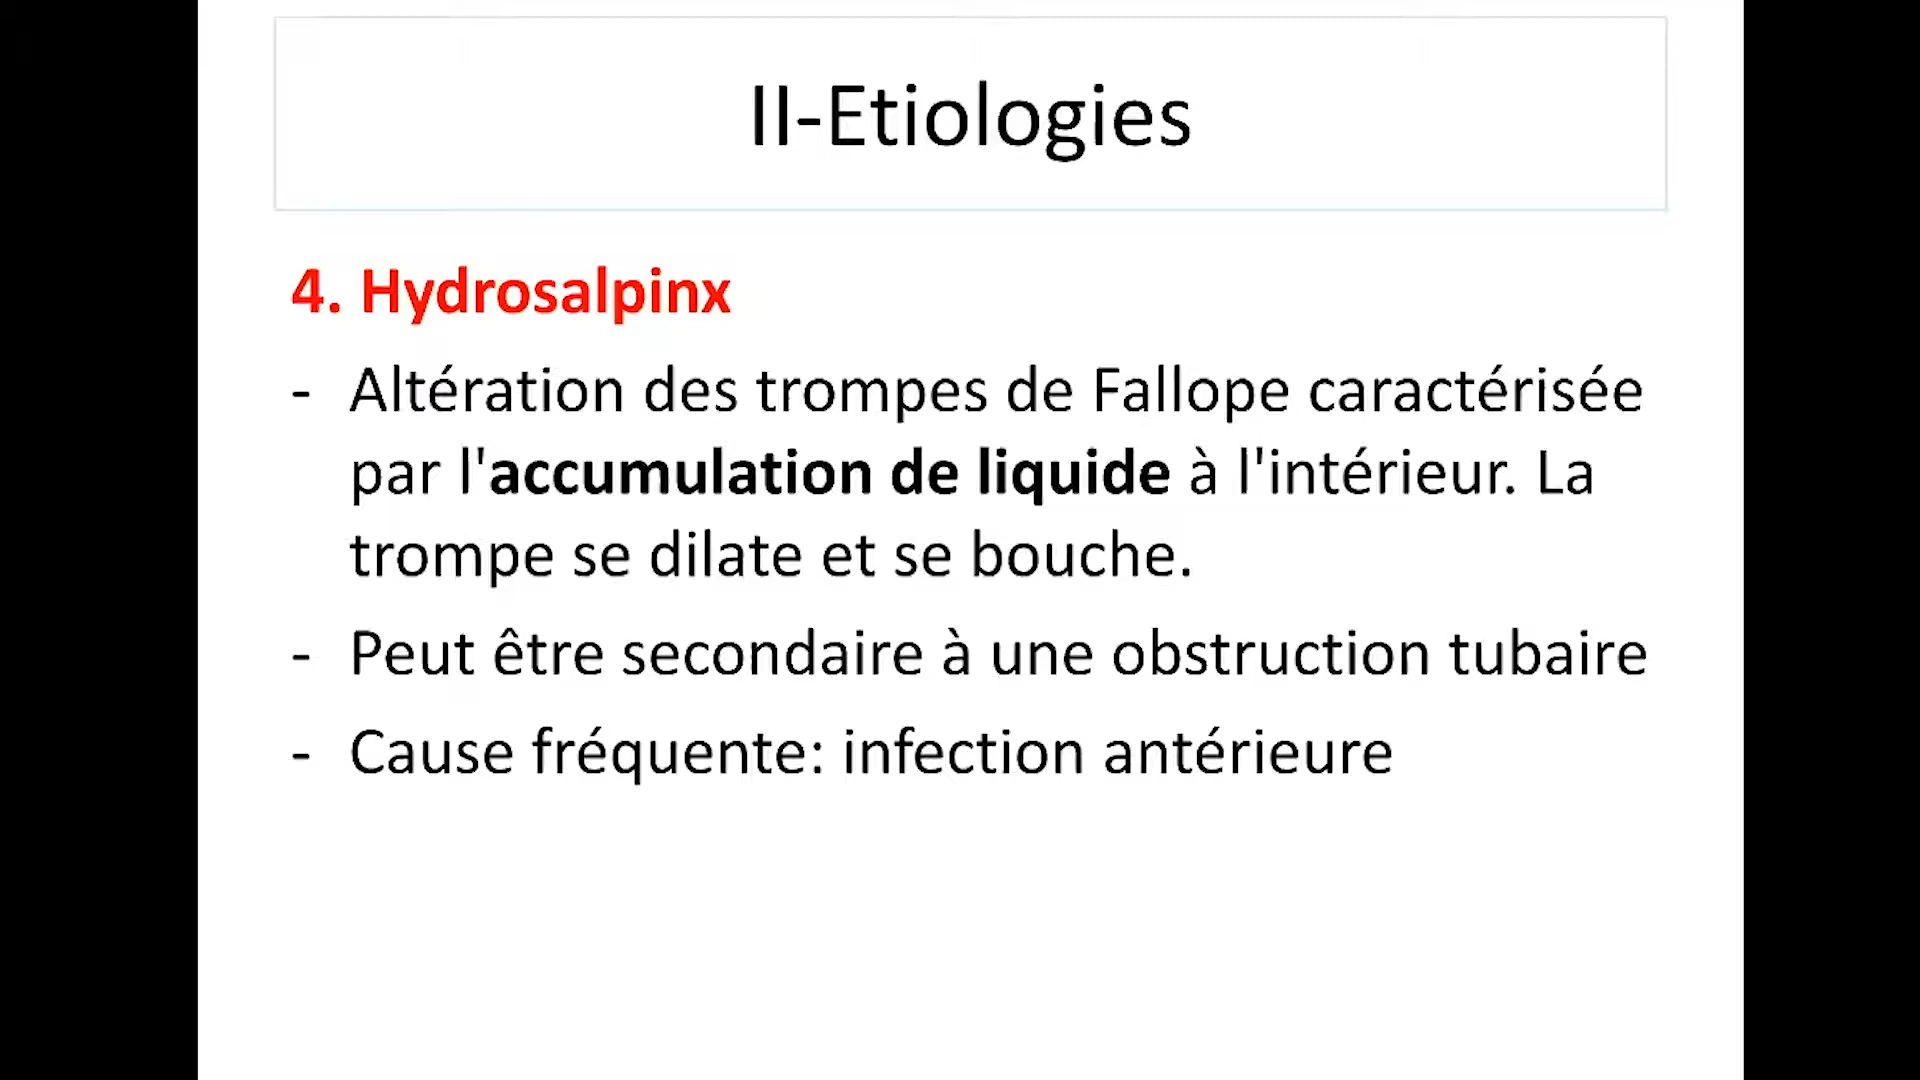 II-Etiologies
4. Hydrosalpinx
- Altération des trompes de Fallope caractérisée
par l'accumulation de liquide à l'intérieur. La
trompe se dilate et se bouche.
- Peut être secondaire à une obstruction tubaire
- Cause fréquente: infection antérieure